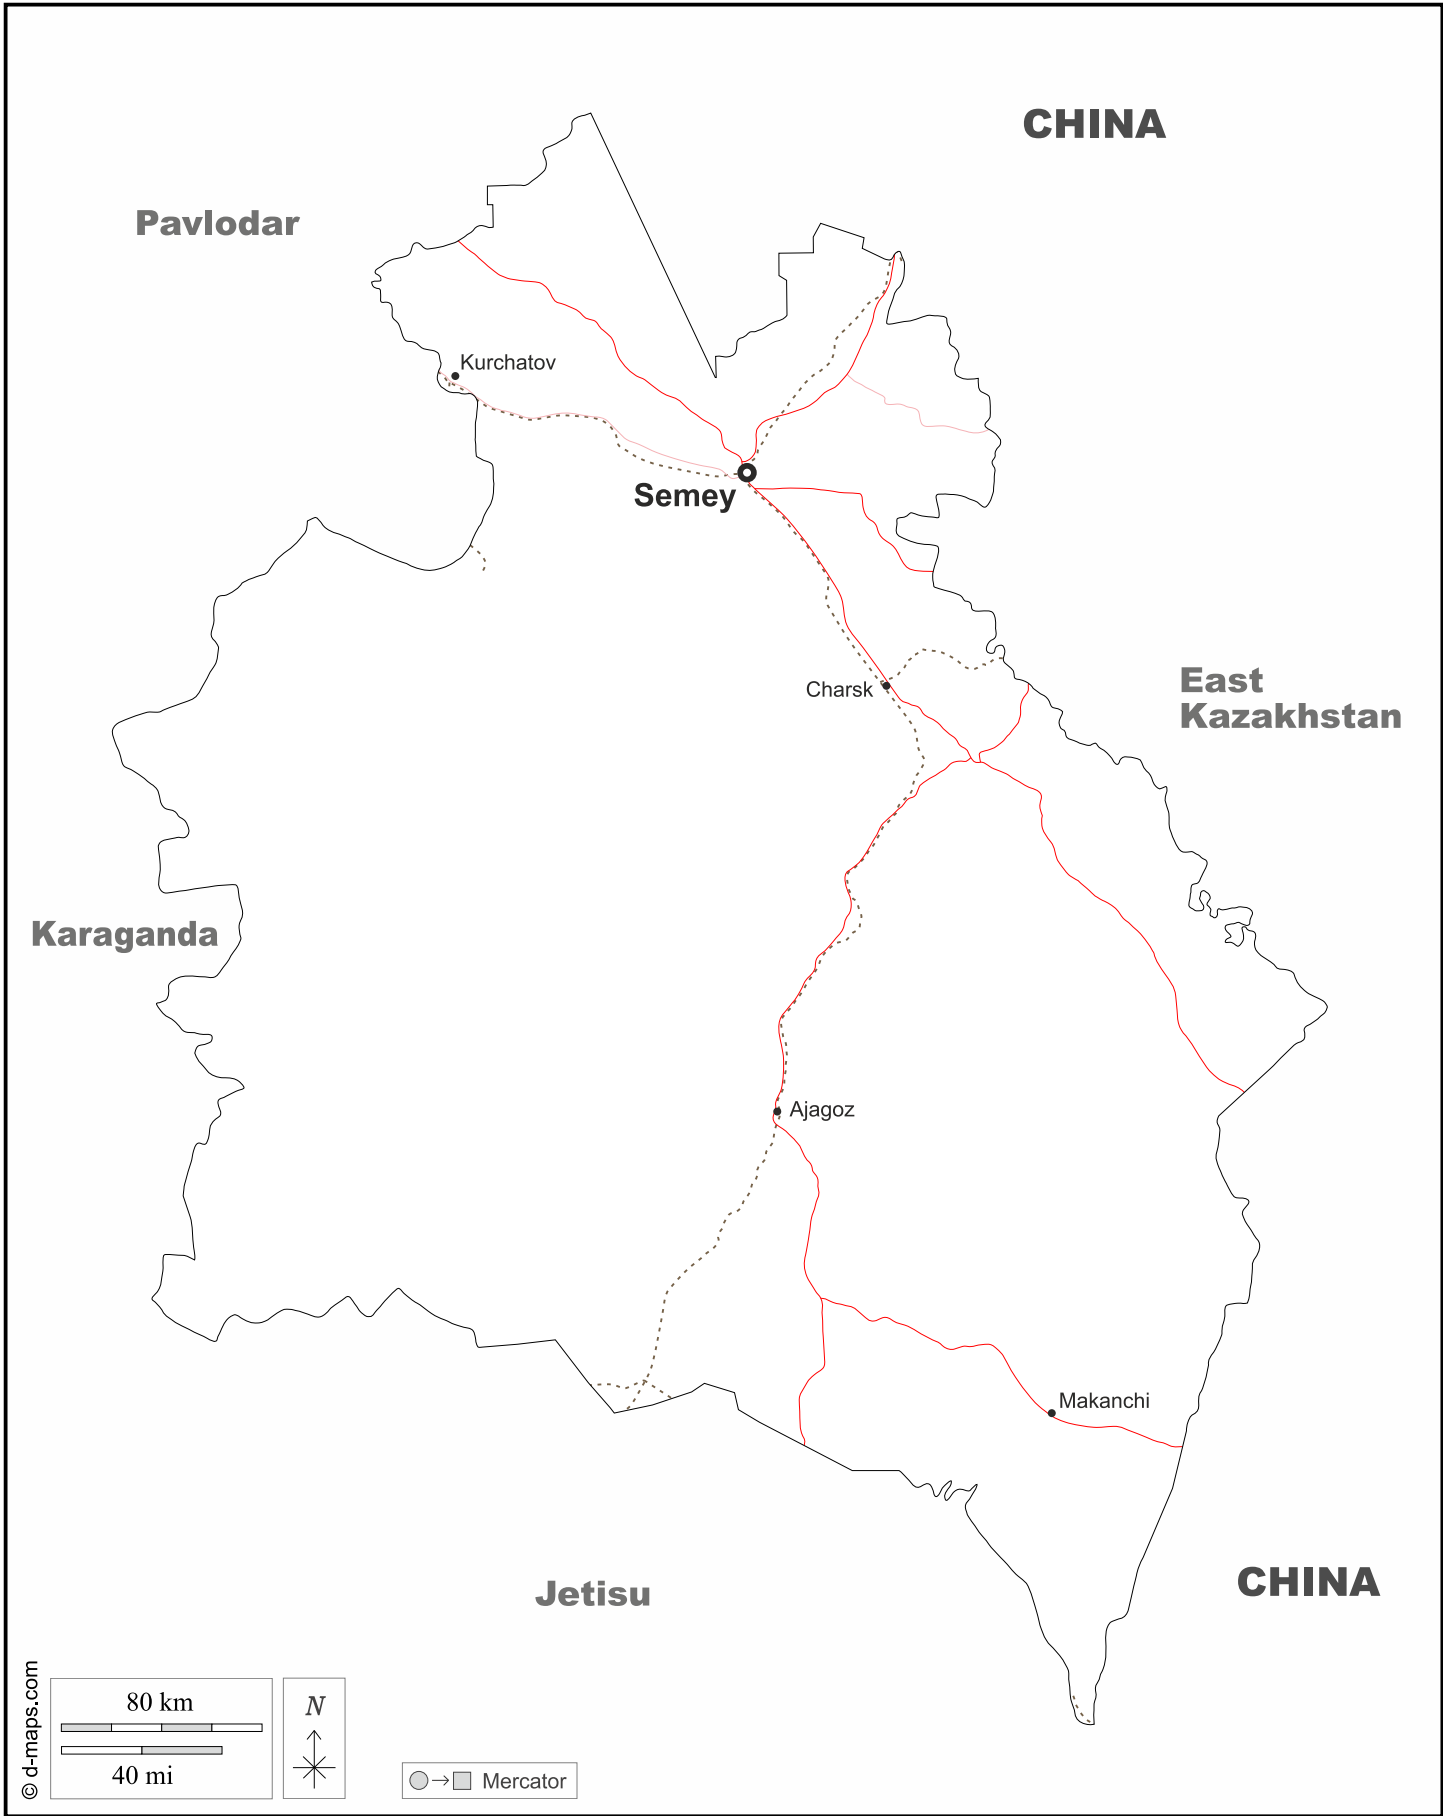 CHINA
Pavlodar
Kurchatov
Semey
East
Kazakhstan
Charsk
Karaganda
Ajagoz
Makanchi
CHINA
Jetisu
© d-maps.com
80 km
40 mi
N
Mercator